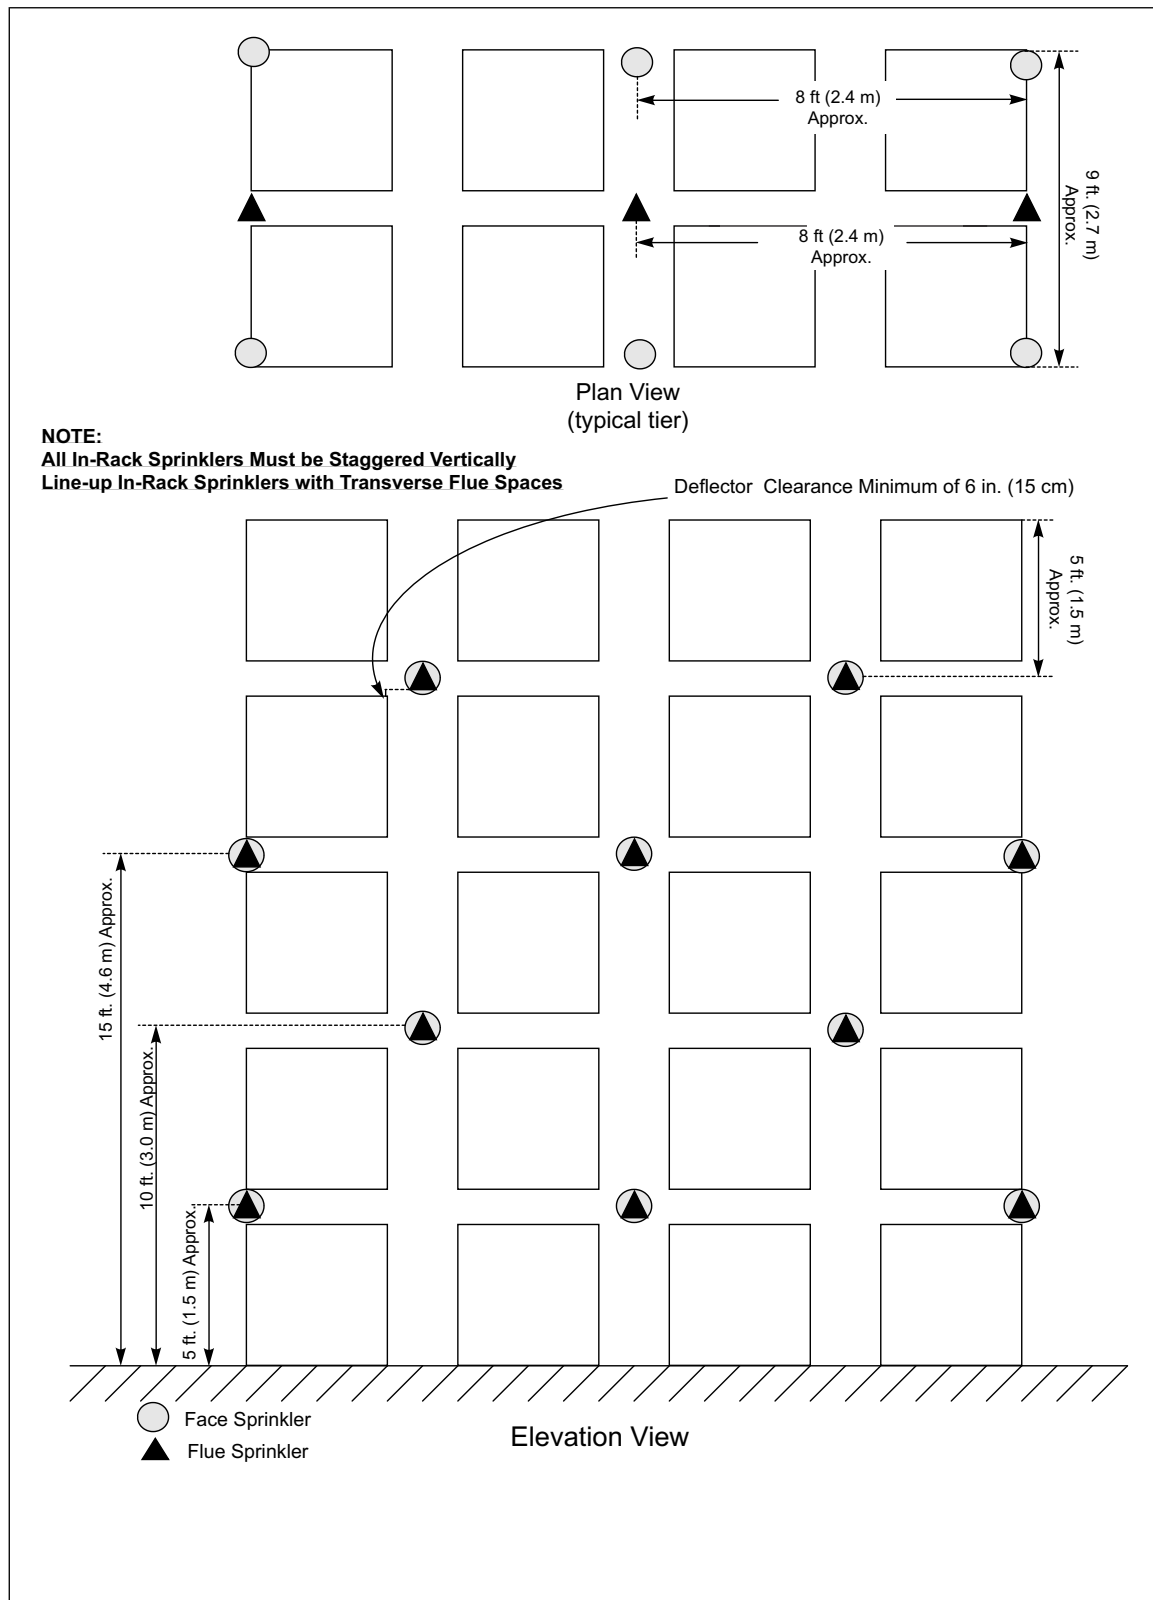 8 ft (2.4 m)
Approx.
9 ft. (2.7 m)
Approx.
8 ft (2.4 m)
Approx.
Plan View
(typical tier)
NOTE:
All In-Rack Sprinklers Must be Staggered Vertically
Line-up In-Rack Sprinklers with Transverse Flue Spaces
Deflector Clearance Minimum of 6 in. (15 cm)
5 ft. (1.5 m)
Approx.
15 ft. (4.6 m) Approx.
10 ft. (3.0 m) Approx.
5 ft. (1.5 m) Approx.
Face Sprinkler
Flue Sprinkler
Elevation View